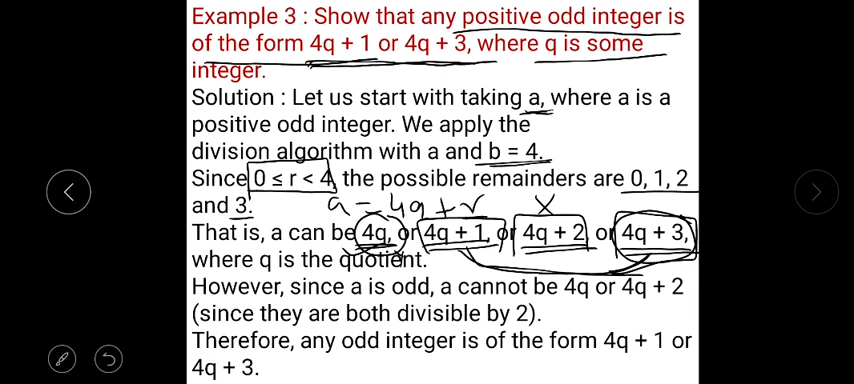 Example 3 : Show that any positive odd integer is
of the form 4q + 1 or 4q + 3, where q is some
integer.
Solution : Let us start with taking a, where a is a
positive odd integer. We apply the
division algorithm with a and b = 4.
Since 0 ≤ r < 4, the possible remainders are 0, 1, 2
and 3. a = 4q + r X
That is, a can be 4q, or 4q + 1, or 4q + 2, or 4q + 3,
where q is the quotient.
However, since a is odd, a cannot be 4q or 4q + 2
(since they are both divisible by 2).
Therefore, any odd integer is of the form 4q + 1 or
4q + 3.